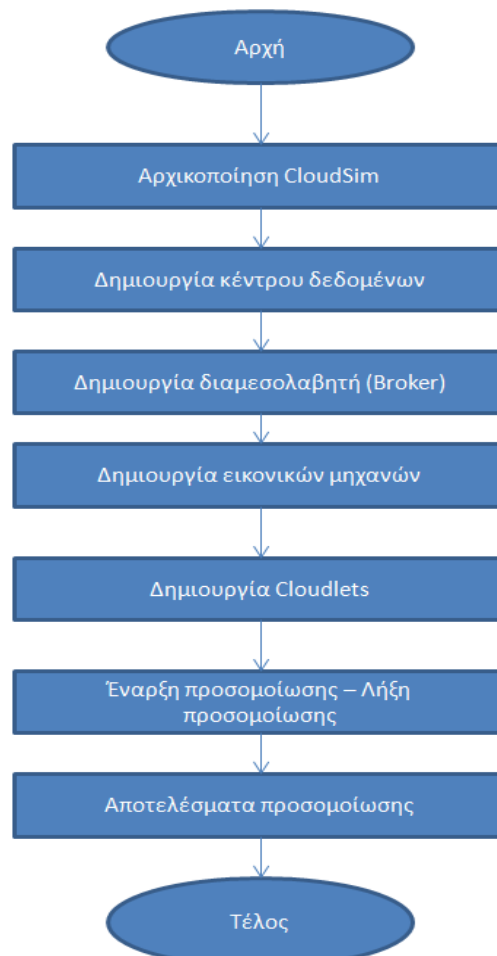 Αρχή
Αρχικοποίηση CloudSim
Δημιουργία κέντρου δεδομένων
Δημιουργία διαμεσολαβητή (Broker)
Δημιουργία εικονικών μηχανών
Δημιουργία Cloudlets
Έναρξη προσομοίωσης – Λήξη
προσομοίωσης
Αποτελέσματα προσομοίωσης
Τέλος